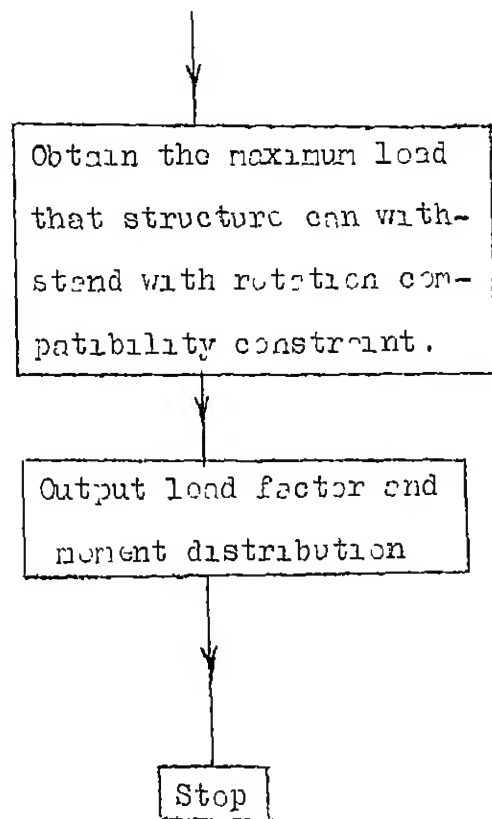 Obtain the maximum load
that structure can with-
stand with rotation com-
patibility constraint.
Output load factor and
moment distribution
Stop